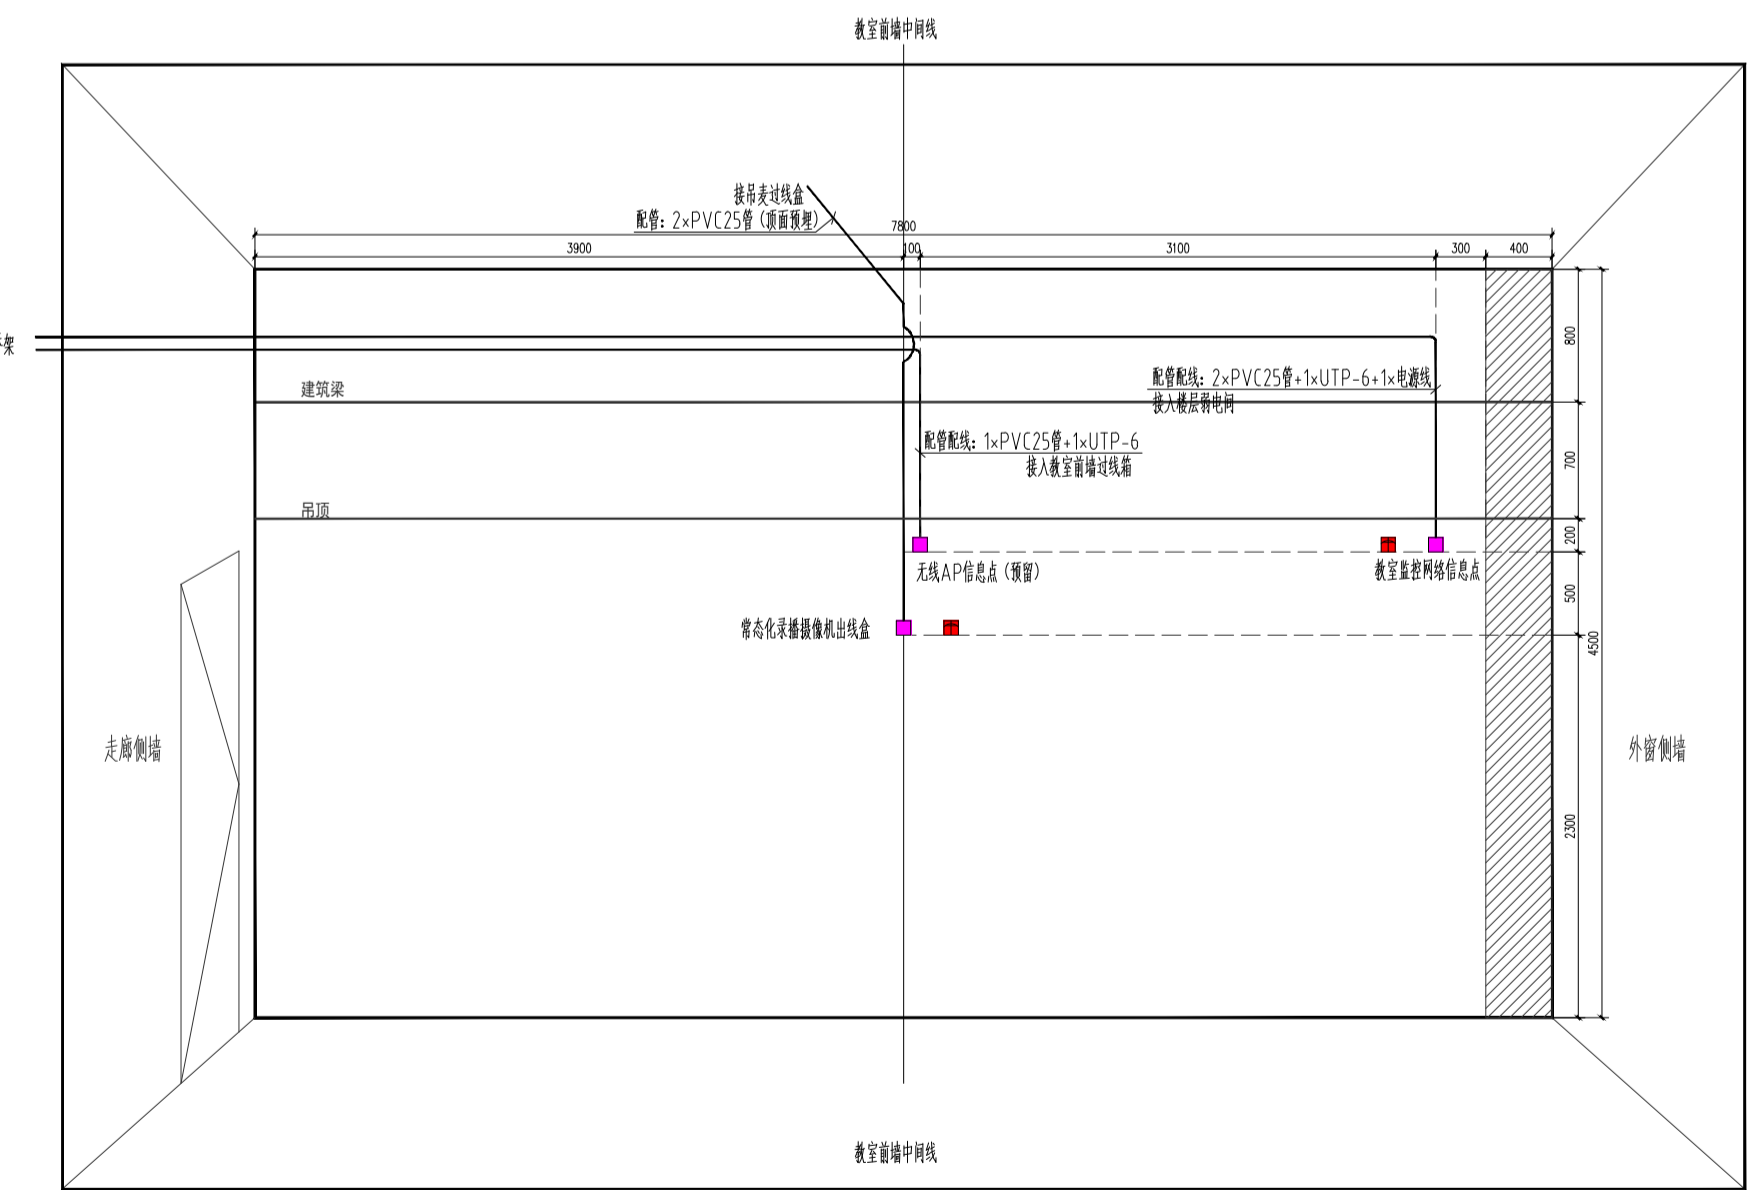 教室前墙中间线
接吊麦过线盒
配管：2×PVC25管（顶面预埋）
7800
3900
100
3100
300
400
架
800
建筑梁
配管配线：2×PVC25管+1×UTP-6+1×电源线
接入楼层弱电间
配管配线：1×PVC25管+1×UTP-6
接入教室前墙过线箱
700
吊顶
200
无线AP信息点（预留）
教室监控网络信息点
500
常态化录播摄像机出线盒
4500
走廊侧墙
外窗侧墙
2300
教室前墙中间线